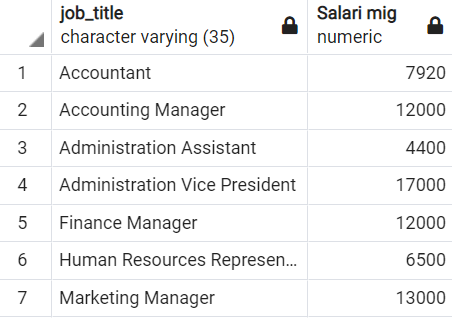 job_title Salari mig
character varying (35) numeric
1 Accountant 7920
2 Accounting Manager 12000
3 Administration Assistant 4400
4 Administration Vice President 17000
5 Finance Manager 12000
6 Human Resources Represen... 6500
7 Marketing Manager 13000